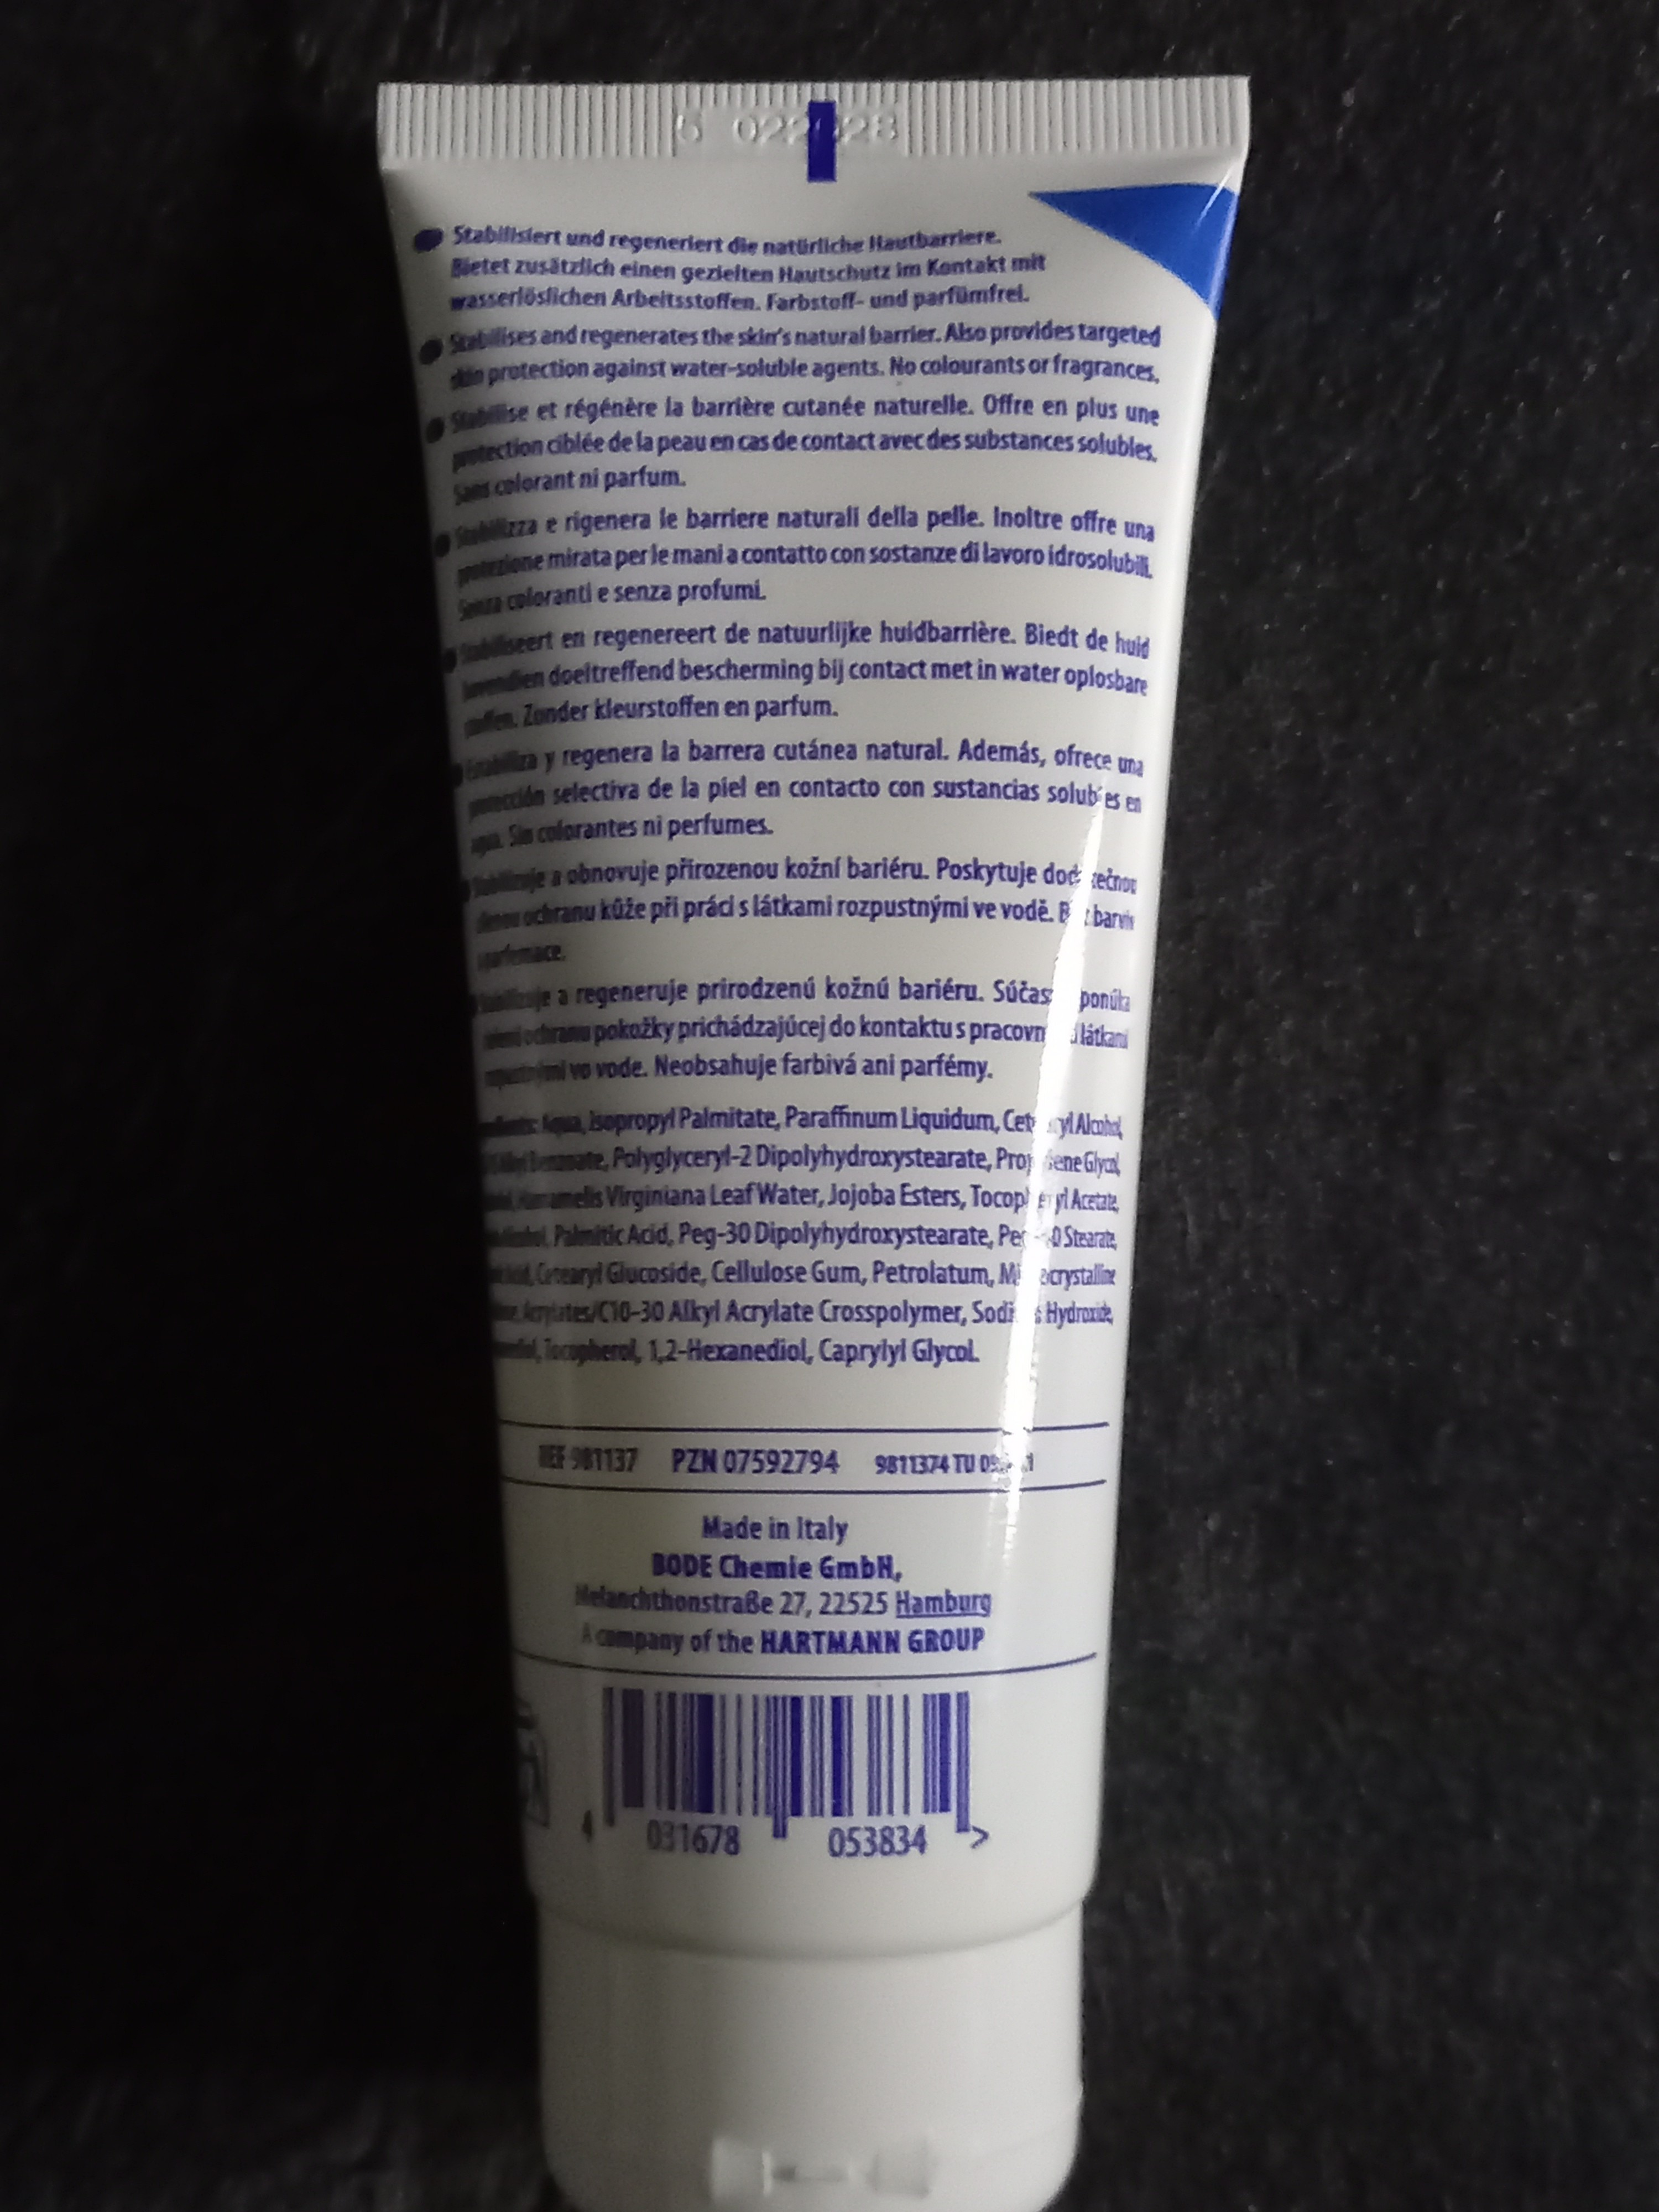 Stabilisiert und regeneriert die natürliche Hautbarriere.
Bietet zusätzlich einen gezielten Hautschutz im Kontakt mit
wasserlöslichen Arbeitsstoffen. Farbstoff- und parfümfrei.
Stabilises and regenerates the skin's natural barrier. Also provides targeted
skin protection against water-soluble agents. No colourants or fragrances.
Stabilise et régénère la barrière cutanée naturelle. Offre en plus une
protection ciblée de la peau en cas de contact avec des substances solubles.
Sans colorant ni parfum.
Stabilizza e rigenera le barriere naturali della pelle. Inoltre offre una
protezione mirata per le mani a contatto con sostanze di lavoro idrosolubili.
Senza coloranti e senza profumi.
Stabiliseert en regenereert de natuurlijke huidbarrière. Biedt de huid
bovendien doeltreffend bescherming bij contact met in water oplosbare
stoffen. Zonder kleurstoffen en parfum.
Estabiliza y regenera la barrera cutánea natural. Además, ofrece una
protección selectiva de la piel en contacto con sustancias solubles en
agua. Sin colorantes ni perfumes.
Stabilizuje a obnovuje přirozenou kožní bariéru. Poskytuje
ochranu kůže při práci s látkami rozpustnými ve vodě. barviv
parfemace.
Stabilizuje a regeneruje prirodzenú kožnú bariéru. ponúka
ochranu pokožky prichádzajúcej do kontaktu s látkami
vo vode. Neobsahuje farbivá ani parfémy.
Aqua, Isopropyl Palmitate, Paraffinum Liquidum, Alcohol,
Polyglyceryl-2 Dipolyhydroxystearate, Propylene Glycol,
Hamamelis Virginiana Leaf Water, Jojoba Esters, Tocopheryl Acetate,
Palmitic Acid, Peg-30 Dipolyhydroxystearate, Stearate,
Cetearyl Glucoside, Cellulose Gum, Petrolatum, Microcrystalline
Acrylates/C10-30 Alkyl Acrylate Crosspolymer, Sodium Hydroxide,
Tocopherol, 1,2-Hexanediol, Caprylyl Glycol.
REF 981137 PZN 07592794 9811374 TU
Made in Italy
BODE Chemie GmbH,
Melanchthonstraße 27, 22525 Hamburg
A company of the HARTMANN GROUP
4 031678 053834 >